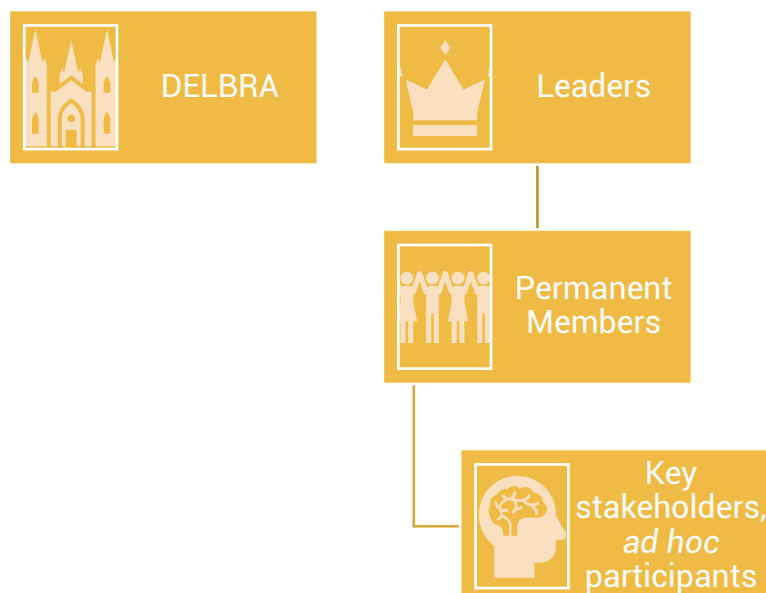 DELBRA
Leaders
Permanent
Members
Key
stakeholders,
ad hoc
participants